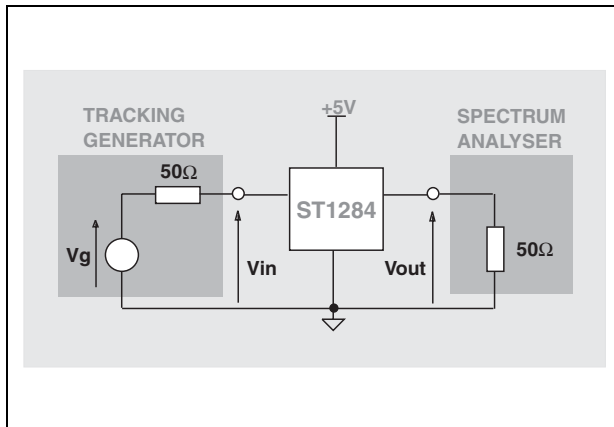 +5V
TRACKING
GENERATOR
SPECTRUM
ANALYSER
50Ω
ST1284
Vg
Vin
Vout
50Ω